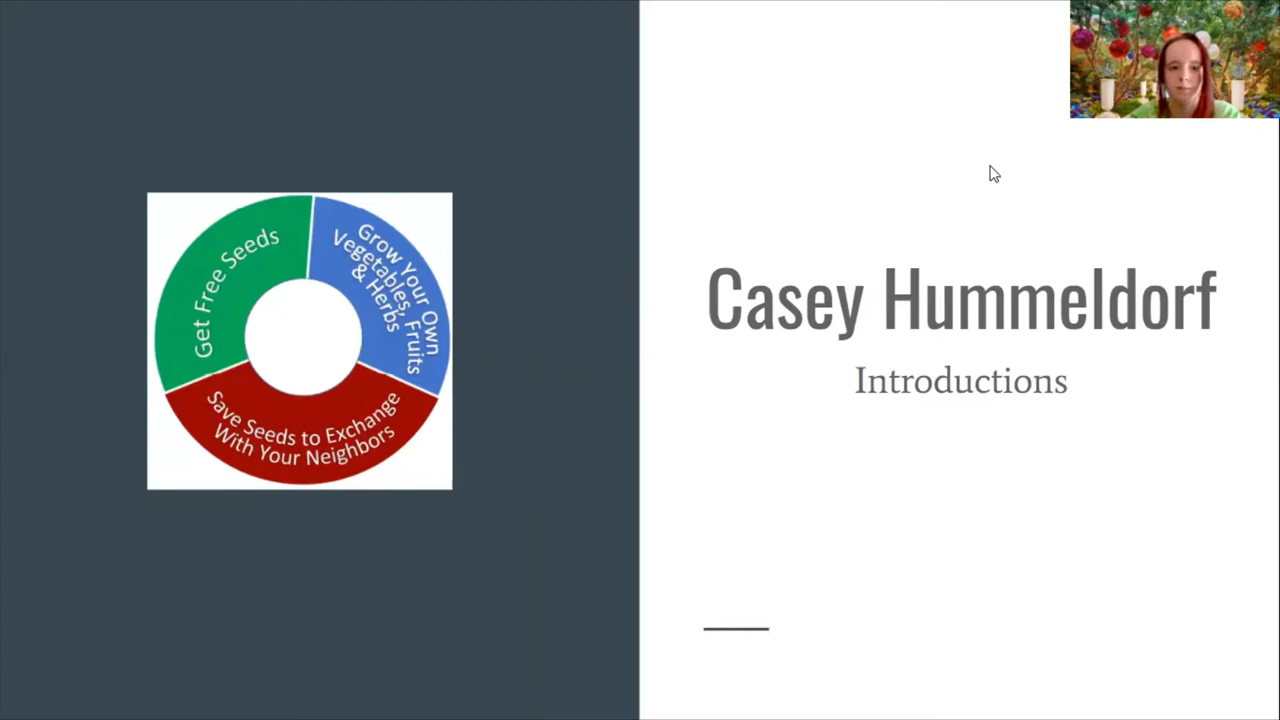 Get Free Seeds
Grow Your Own
Vegetables, Fruits
& Herbs
Save Seeds to Exchange
With Your Neighbors
Casey Hummeldorf
Introductions